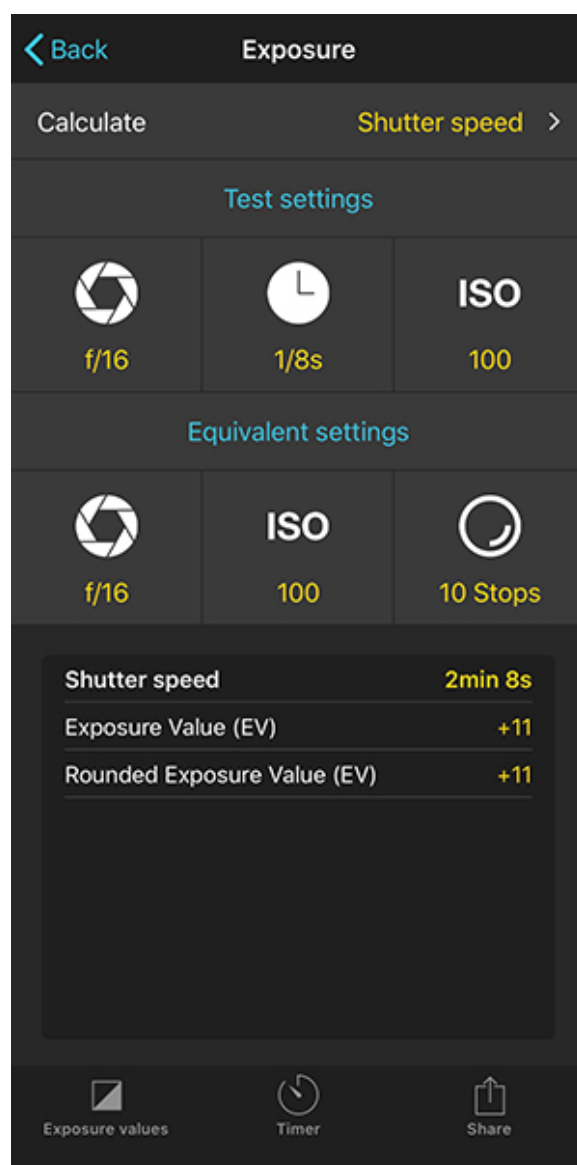 Back
Exposure
Calculate Shutter speed
Test settings
ISO
f/16 1/8s 100
Equivalent settings
ISO
f/16 100 10 Stops
Shutter speed 2min 8s
Exposure Value (EV) +11
Rounded Exposure Value (EV) +11
Exposure values Timer Share